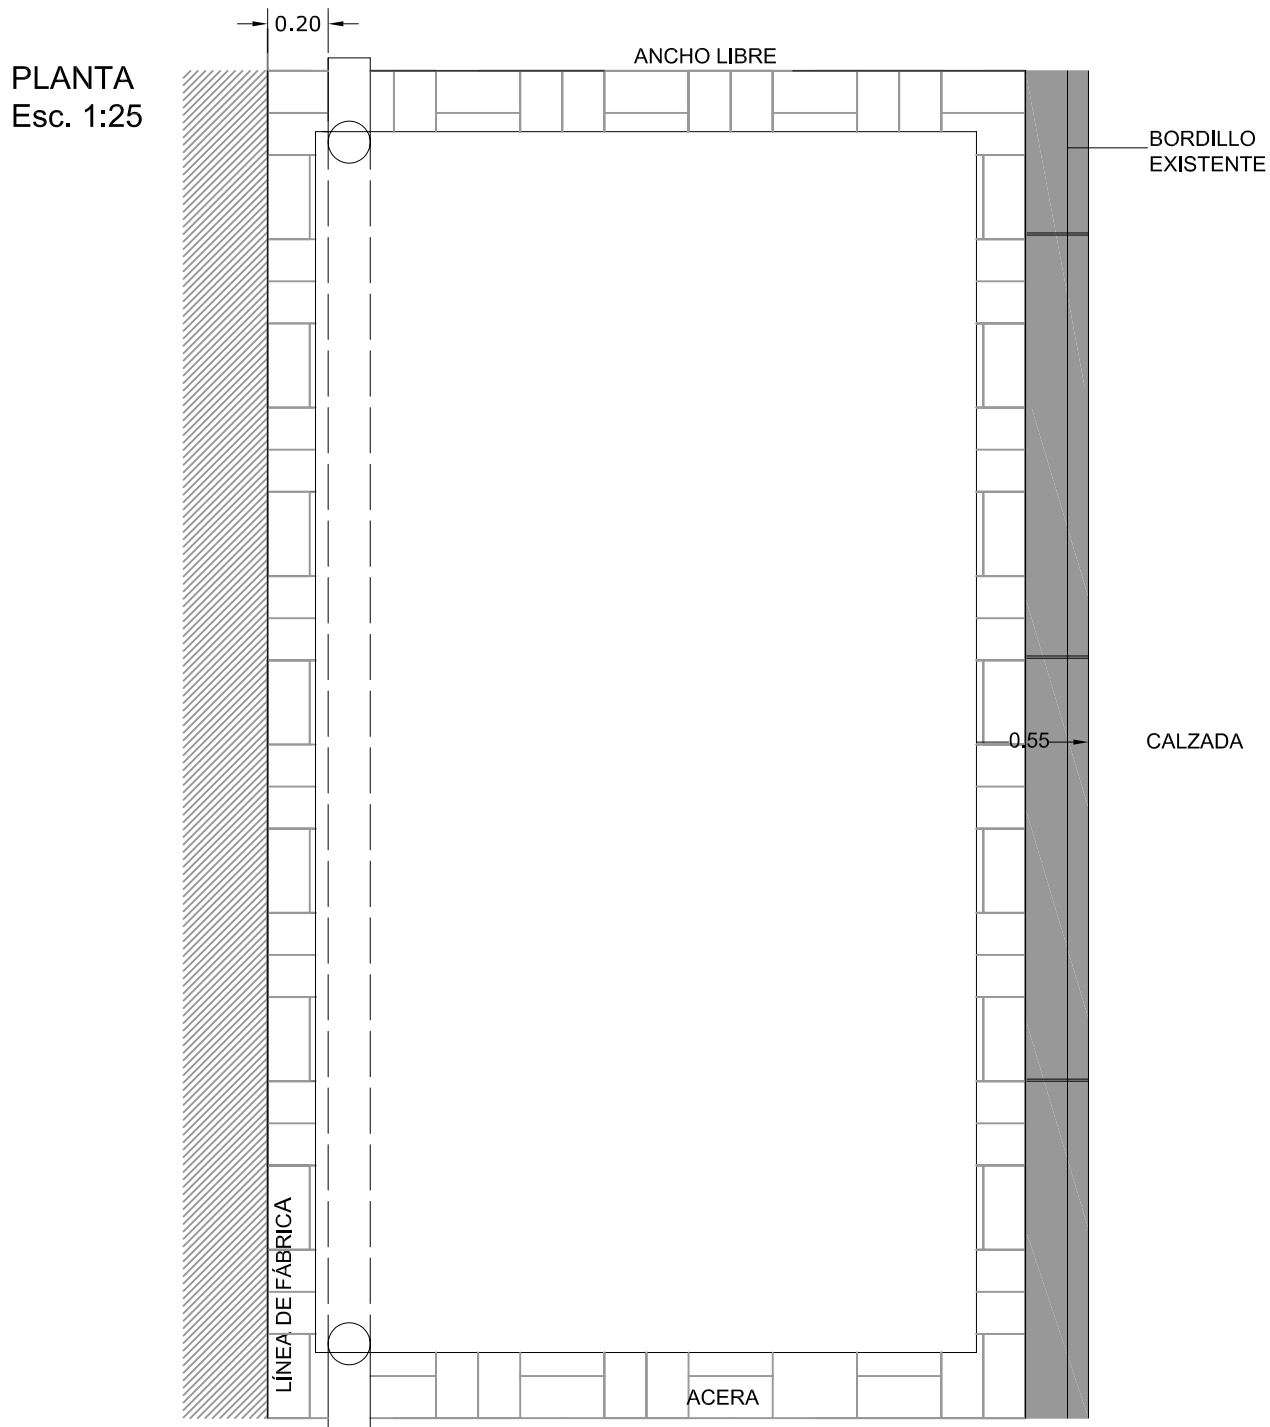 0.20
ANCHO LIBRE
PLANTA
Esc. 1:25
BORDILLO
EXISTENTE
0.55
CALZADA
LÍNEA DE FÁBRICA
ACERA